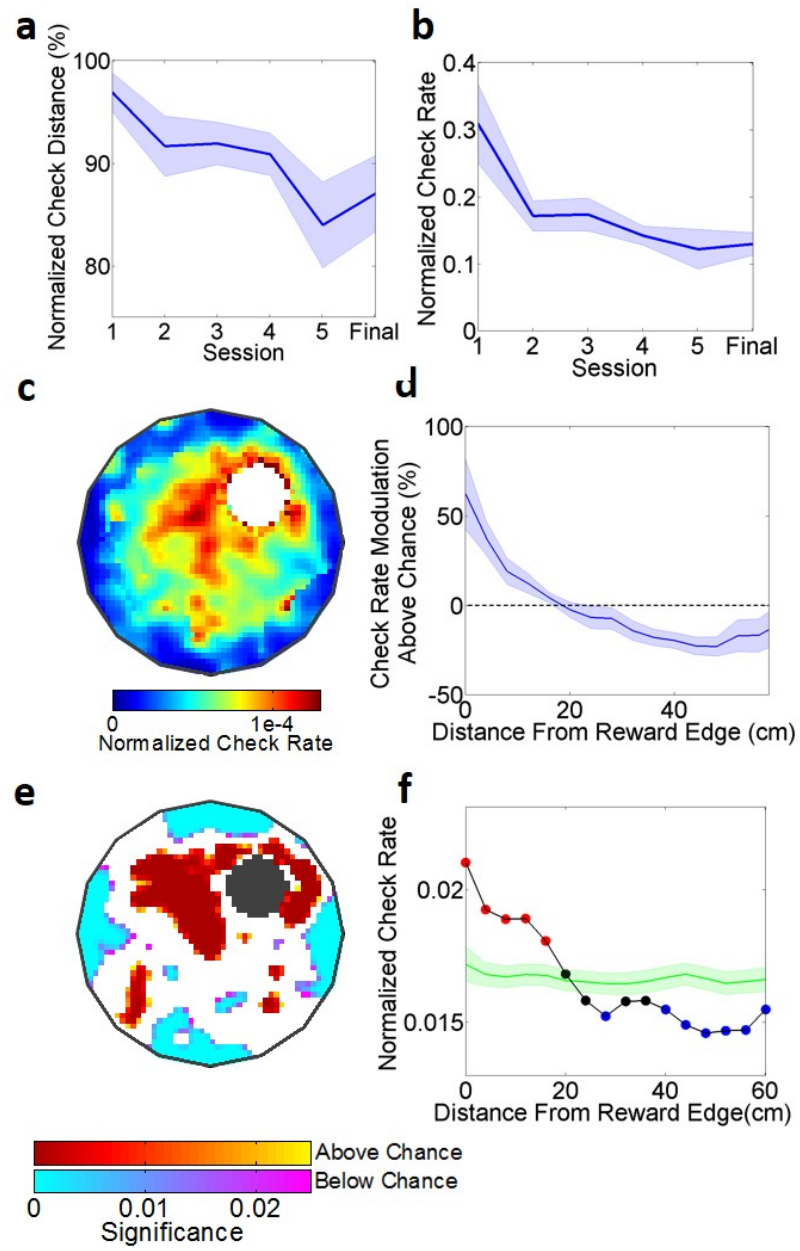 a
Normalized Check Distance (%)
100
90
80
1 2 3 4 5 Final
Session
b
Normalized Check Rate
0.4
0.3
0.2
0.1
0
1 2 3 4 5 Final
Session
c
0 1e-4
Normalized Check Rate
d
Check Rate Modulation
Above Chance (%)
100
50
0
-50
0 20 40
Distance From Reward Edge (cm)
e
Above Chance
Below Chance
0 0.01 0.02
Significance
f
Normalized Check Rate
0.02
0.015
0 20 40 60
Distance From Reward Edge(cm)